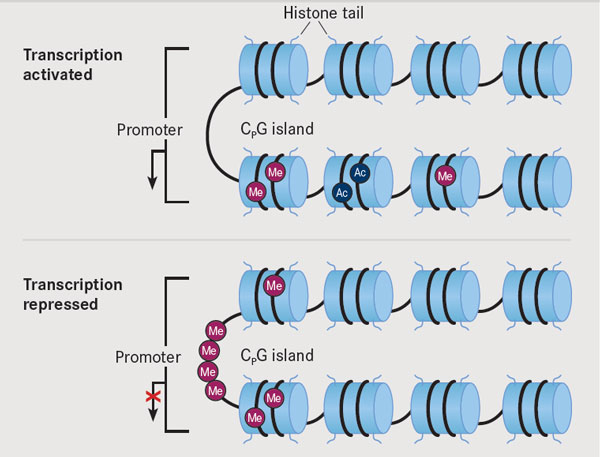 Histone tail
Transcription
activated
Promoter
CpG island
Me
Me
Ac
Ac
Me
Transcription
repressed
Me
Me
Promoter
Me
CpG island
Me
Me
Me
Me